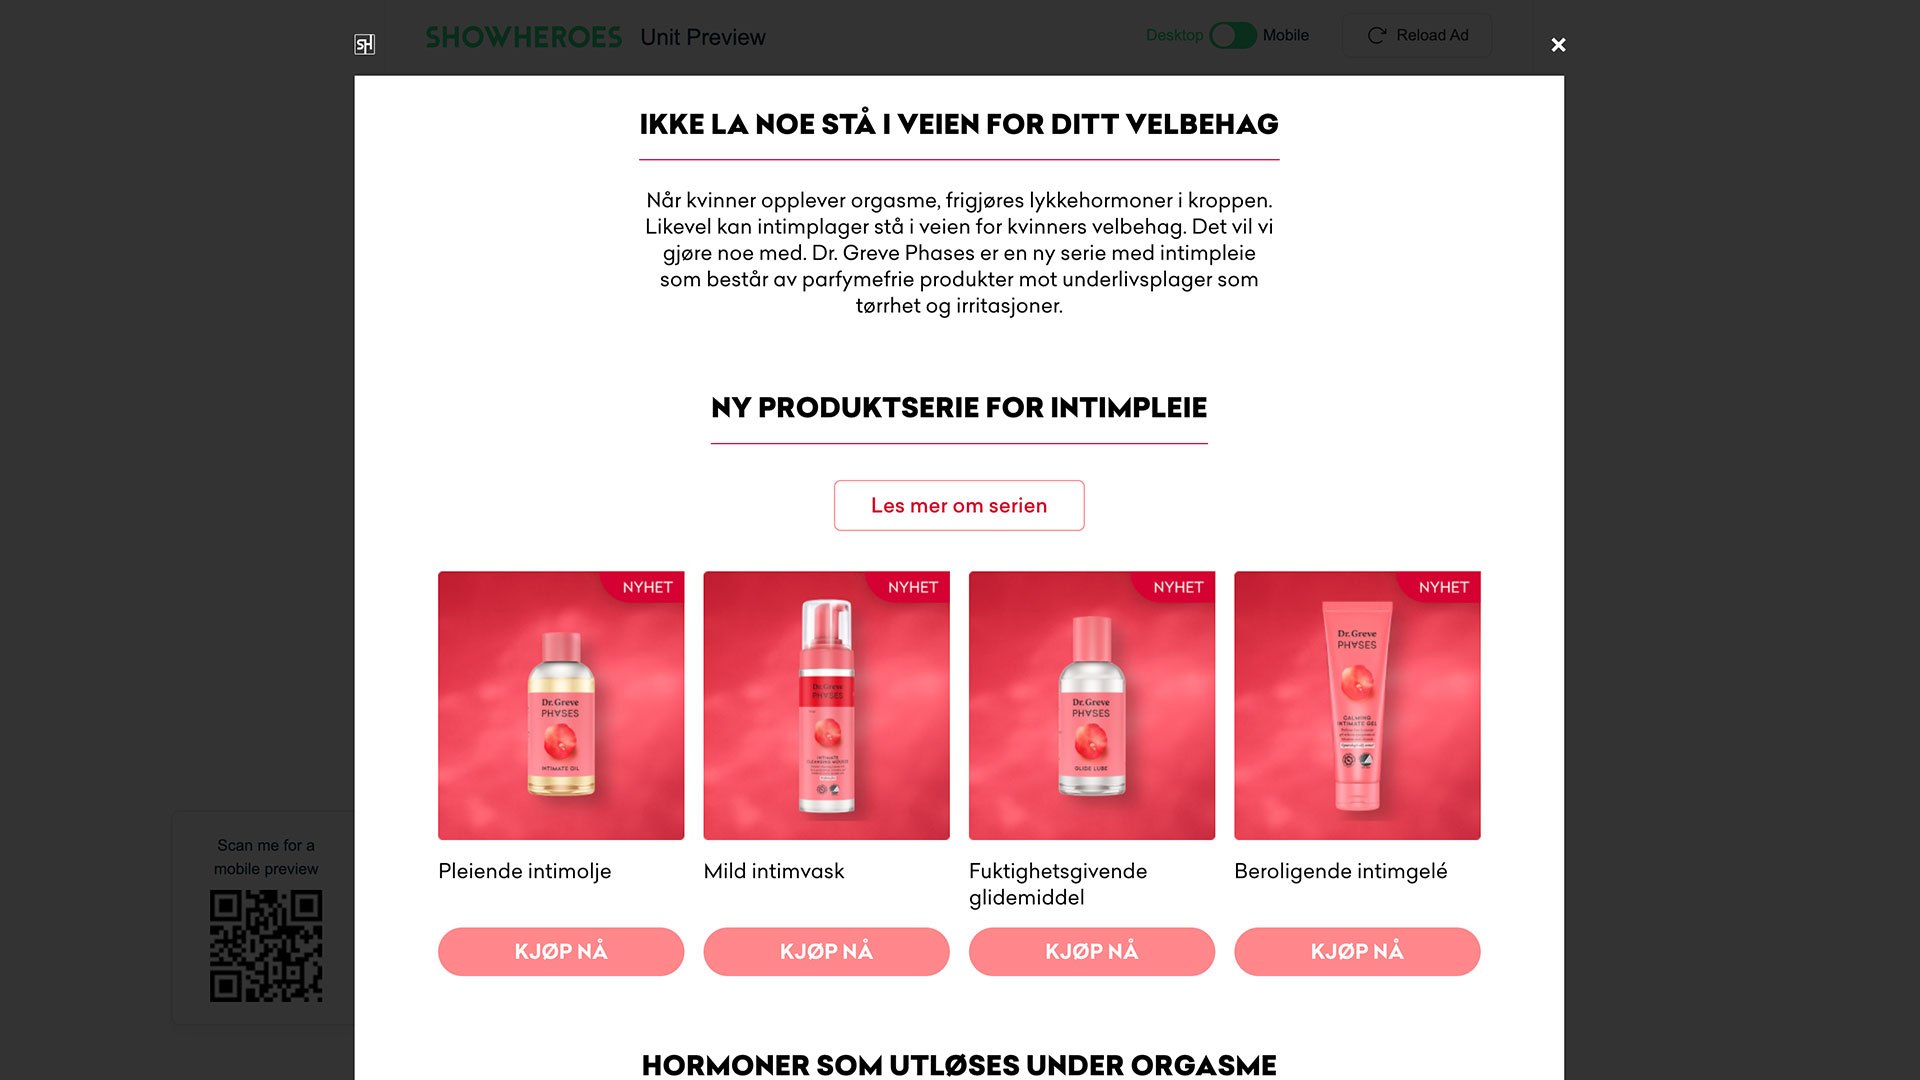 SH
SHOWHEROES Unit Preview
Desktop Mobile
Reload Ad
IKKE LA NOE STÅ I VEIEN FOR DITT VELBEHAG
Når kvinner opplever orgasme, frigjøres lykkehormoner i kroppen.
Likevel kan intimplager stå i veien for kvinners velbehag. Det vil vi
gjøre noe med. Dr. Greve Phases er en ny serie med intimpleie
som består av parfymefrie produkter mot underlivsplager som
tørrhet og irritasjoner.
NY PRODUKTSERIE FOR INTIMPLEIE
Les mer om serien
NYHET
Dr. Greve
PHASES
INTIMATE OIL
Pleiende intimolje
KJØP NÅ
NYHET
Dr. Greve
PHASES
INTIMATE
CLEANSING MOUSSE
Mild intimvask
KJØP NÅ
NYHET
Dr. Greve
PHASES
GLIDE LUBE
Fuktighetsgivende
glidemiddel
KJØP NÅ
NYHET
Dr. Greve
PHASES
CALMING
INTIMATE GEL
Beroligende intimgelé
KJØP NÅ
Scan me for a
mobile preview
HORMONER SOM UTLØSES UNDER ORGASME